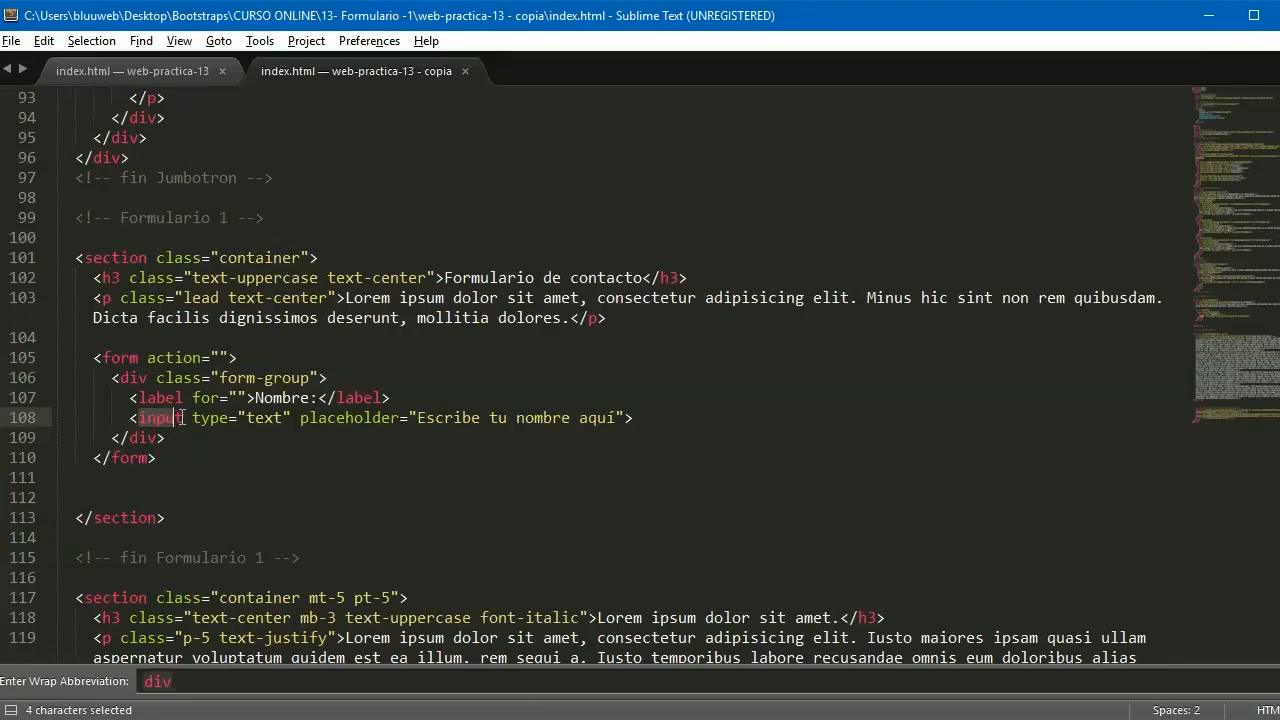 C:\Users\bluuweb\Desktop\Bootstraps\CURSO ONLINE\13- Formulario -1\web-practica-13 - copia\index.html - Sublime Text (UNREGISTERED)
File Edit Selection Find View Goto Tools Project Preferences Help
index.html — web-practica-13 × index.html — web-practica-13 - copia ×
93 </p>
94 </div>
95 </div>
96 </div>
97 <!-- fin Jumbotron -->
98
99 <!-- Formulario 1 -->
100
101 <section class="container">
102 <h3 class="text-uppercase text-center">Formulario de contacto</h3>
103 <p class="lead text-center">Lorem ipsum dolor sit amet, consectetur adipisicing elit. Minus hic sint non rem quibusdam.
Dicta facilis dignissimos deserunt, mollitia dolores.</p>
104
105 <form action="">
106 <div class="form-group">
107 <label for="">Nombre:</label>
108 <input type="text" placeholder="Escribe tu nombre aquí">
109 </div>
110 </form>
111
112
113 </section>
114
115 <!-- fin Formulario 1 -->
116
117 <section class="container mt-5 pt-5">
118 <h3 class="text-center mb-3 text-uppercase font-italic">Lorem ipsum dolor sit amet.</h3>
119 <p class="p-5 text-justify">Lorem ipsum dolor sit amet, consectetur adipisicing elit. Iusto maiores ipsam quasi ullam
aspernatur voluptatum quidem est ea illum, rem sequi a. Iusto temporibus labore recusandae omnis eum doloribus alias
Enter Wrap Abbreviation: div
4 characters selected Spaces: 2 HTM